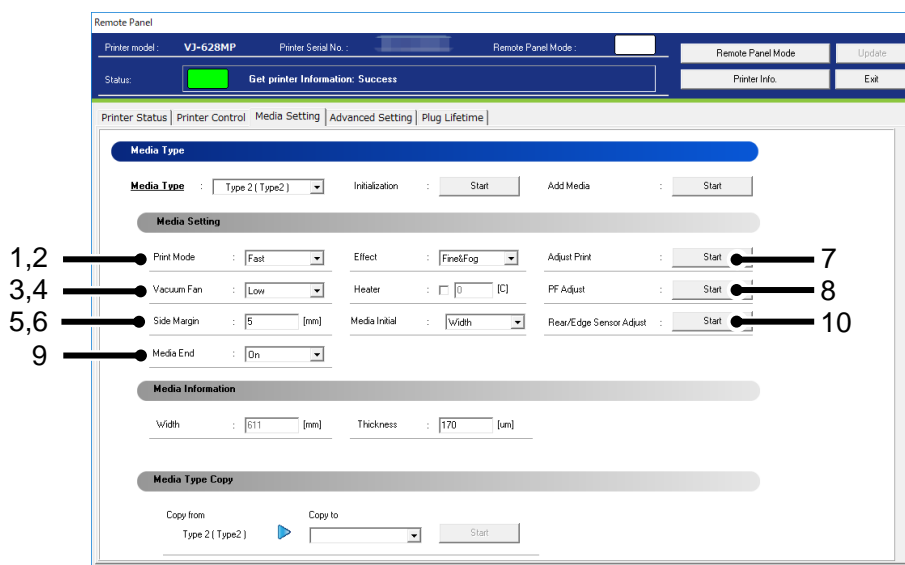 Remote Panel
Printer model : VJ-628MP Printer Serial No. : Remote Panel Mode : Remote Panel Mode Update
Status: Get printer Information: Success Printer Info. Exit
Printer Status Printer Control Media Setting Advanced Setting Plug Lifetime
Media Type
Media Type : Type 2 ( Type2 ) Initialization : Start Add Media : Start
Media Setting
1,2 Print Mode : Fast Effect : Fine&Fog Adjust Print : Start 7
3,4 Vacuum Fan : Low Heater : 0 [C] PF Adjust : Start 8
5,6 Side Margin : 5 [mm] Media Initial : Width Rear/Edge Sensor Adjust : Start 10
9 Media End : On
Media Information
Width : 611 [mm] Thickness : 170 [um]
Media Type Copy
Copy from Copy to
Type 2 ( Type2 ) Start